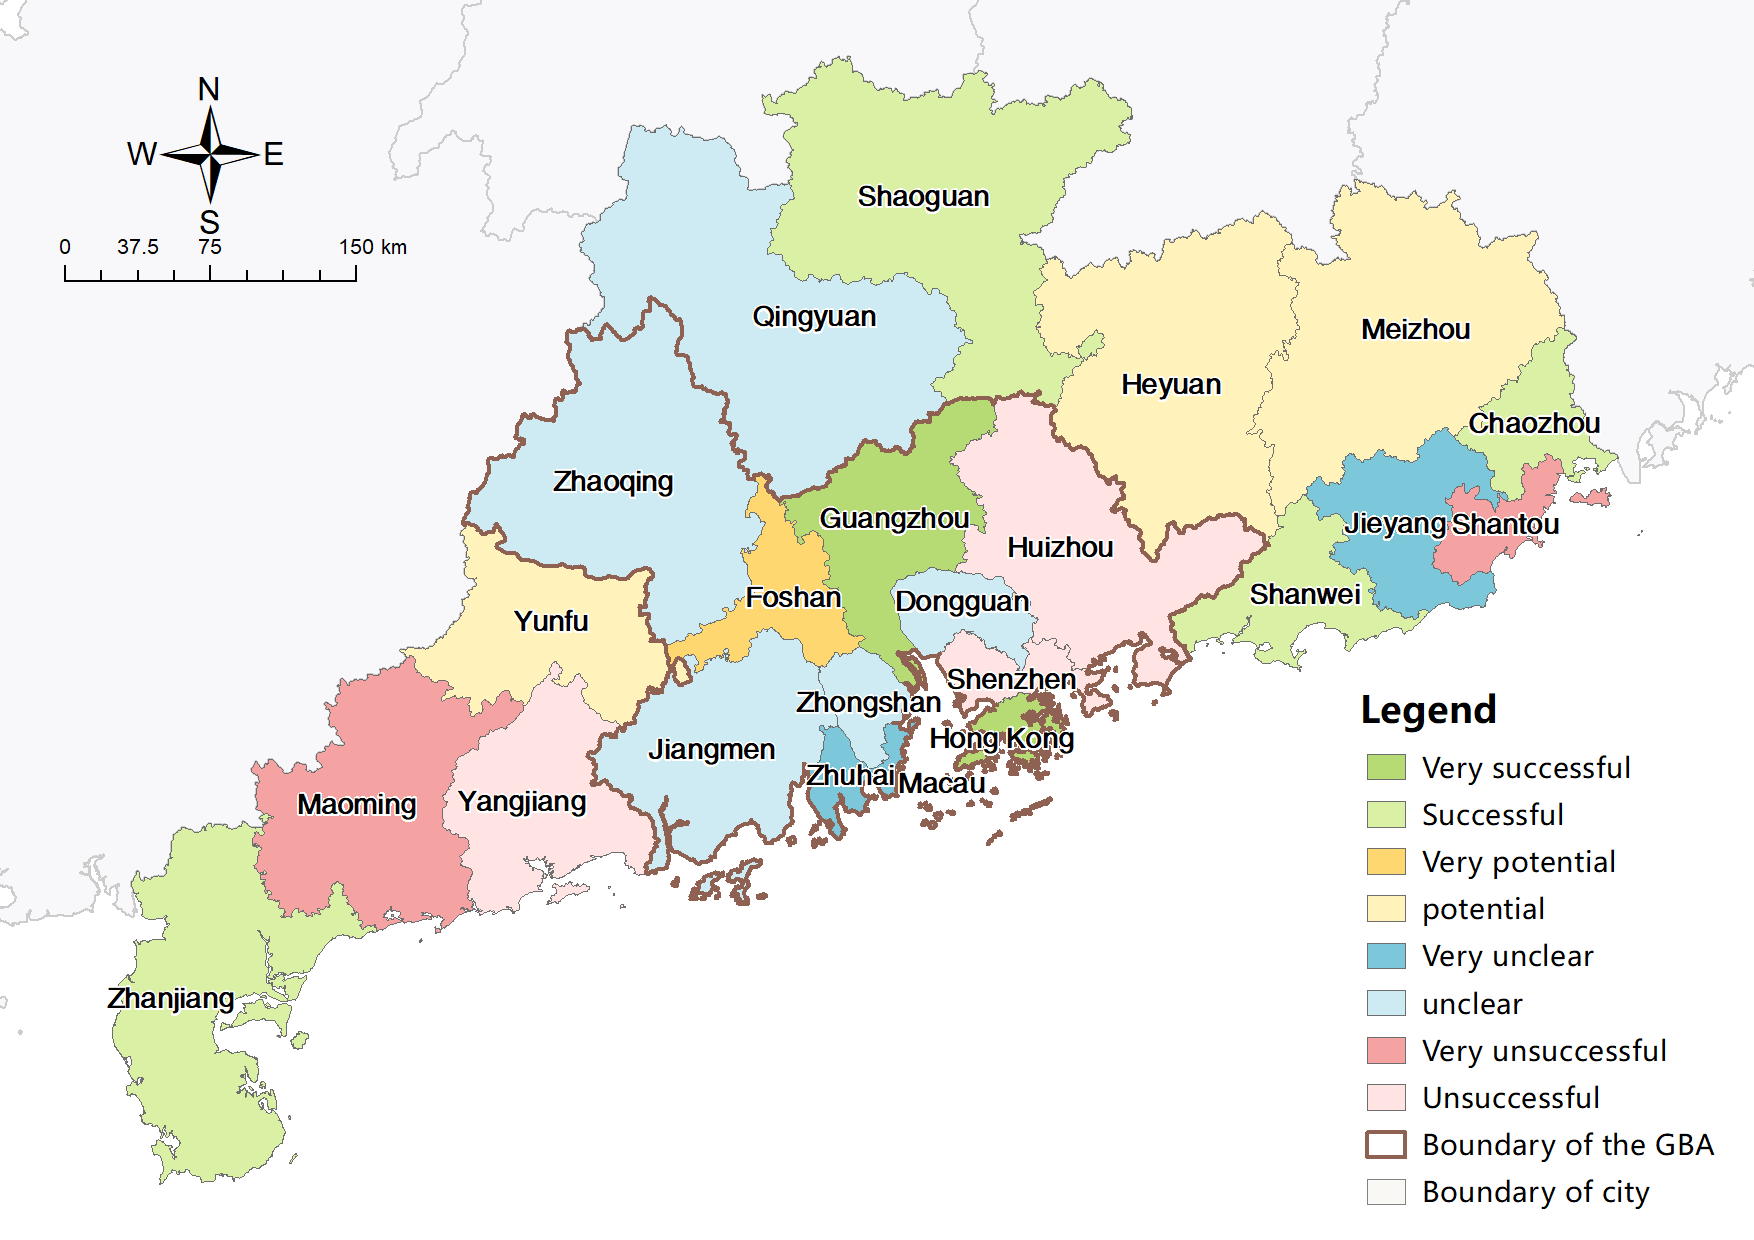 N
W E
S
0 37.5 75 150 km
Shaoguan
Qingyuan
Meizhou
Heyuan
Chaozhou
Zhaoqing
Guangzhou
Jieyang
Shantou
Huizhou
Foshan
Dongguan
Shanwei
Yunfu
Shenzhen
Zhongshan
Hong Kong
Jiangmen
Zhuhai
Macau
Maoming
Yangjiang
Zhanjiang
Legend
Very successful
Successful
Very potential
potential
Very unclear
unclear
Very unsuccessful
Unsuccessful
Boundary of the GBA
Boundary of city